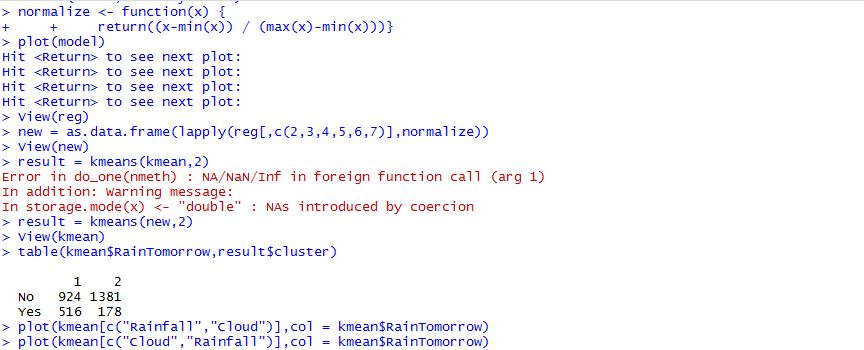 > normalize <- function(x) {
+     +     return((x-min(x)) / (max(x)-min(x)))}
> plot(model)
Hit <Return> to see next plot:
Hit <Return> to see next plot:
Hit <Return> to see next plot:
Hit <Return> to see next plot:
> View(reg)
> new = as.data.frame(lapply(reg[,c(2,3,4,5,6,7)],normalize))
> View(new)
> result = kmeans(kmean,2)
Error in do_one(nmeth) : NA/NaN/Inf in foreign function call (arg 1)
In addition: Warning message:
In storage.mode(x) <- "double" : NAs introduced by coercion
> result = kmeans(new,2)
> View(kmean)
> table(kmean$RainTomorrow,result$cluster)
     
         1    2
  No   924 1381
  Yes  516  178
> plot(kmean[c("Rainfall","Cloud")],col = kmean$RainTomorrow)
> plot(kmean[c("Cloud","Rainfall")],col = kmean$RainTomorrow)